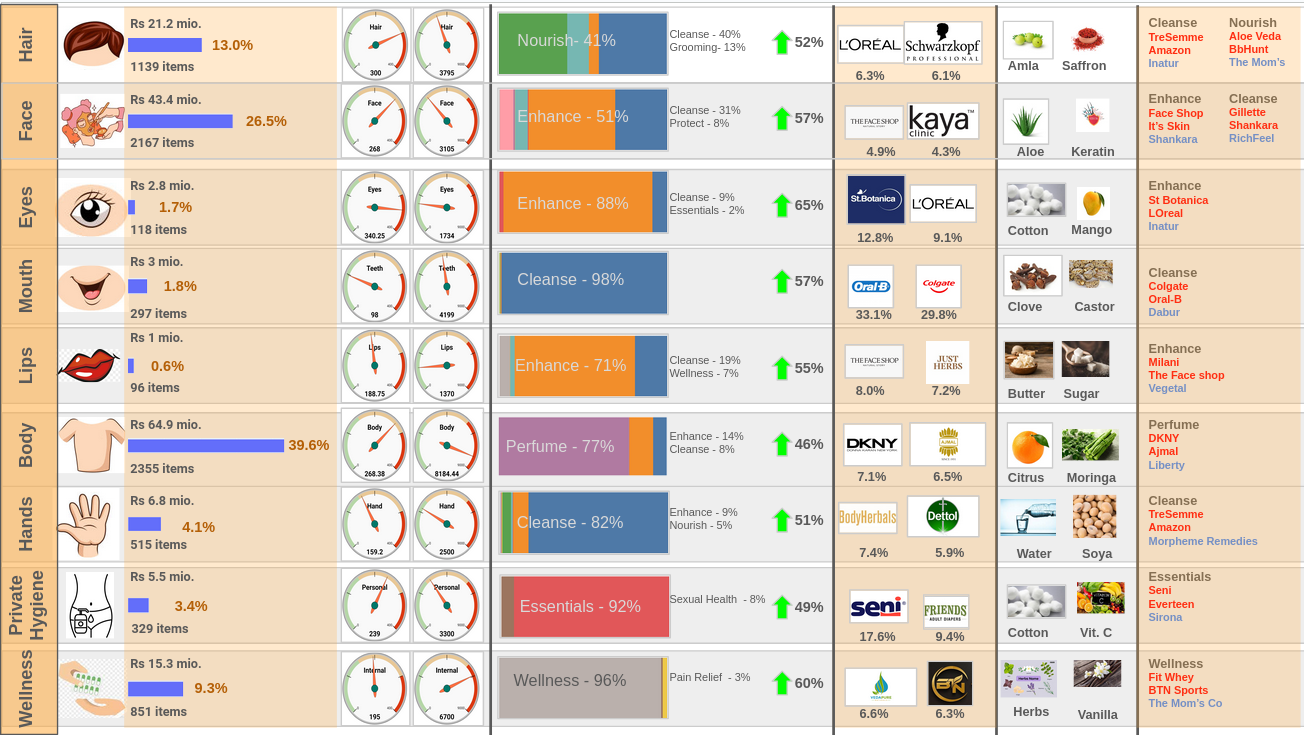 Hair
Rs 21.2 mio.
13.0%
1139 items
Hair
300
Hair
3795
Nourish- 41%
Cleanse - 40%
Grooming- 13%
52%
L'ORÉAL
6.3%
Schwarzkopf
PROFESSIONAL
6.1%
Amla
Saffron
Cleanse
TreSemme
Amazon
Inatur
Nourish
Aloe Veda
BbHunt
The Mom's
Face
Rs 43.4 mio.
26.5%
2167 items
Face
268
Face
3105
Enhance - 51%
Cleanse - 31%
Protect - 8%
57%
THE FACE SHOP
4.9%
kaya™
clinic
4.3%
Aloe
Keratin
Enhance
Face Shop
It's Skin
Shankara
Cleanse
Gillette
Shankara
RichFeel
Eyes
Rs 2.8 mio.
1.7%
118 items
Eyes
340.25
Eyes
1734
Enhance - 88%
Cleanse - 9%
Essentials - 2%
65%
St.Botanica
12.8%
L'ORÉAL
9.1%
Cotton
Mango
Enhance
St Botanica
LOreal
Inatur
Mouth
Rs 3 mio.
1.8%
297 items
Teeth
98
Teeth
4199
Cleanse - 98%
57%
Oral-B
33.1%
Colgate
29.8%
Clove
Castor
Cleanse
Colgate
Oral-B
Dabur
Lips
Rs 1 mio.
0.6%
96 items
Lips
188.75
Lips
1370
Enhance - 71%
Cleanse - 19%
Wellness - 7%
55%
THE FACE SHOP
8.0%
JUST
HERBS
7.2%
Butter
Sugar
Enhance
Milani
The Face shop
Vegetal
Body
Rs 64.9 mio.
39.6%
2355 items
Body
268.38
Body
8184.44
Perfume - 77%
Enhance - 14%
Cleanse - 8%
46%
DKNY
7.1%
AJMAL
6.5%
Citrus
Moringa
Perfume
DKNY
Ajmal
Liberty
Hands
Rs 6.8 mio.
4.1%
515 items
Hand
159.2
Hand
2500
Cleanse - 82%
Enhance - 9%
Nourish - 5%
51%
BodyHerbals
7.4%
Dettol
5.9%
Water
Soya
Cleanse
TreSemme
Amazon
Morpheme Remedies
Private
Hygiene
Rs 5.5 mio.
3.4%
329 items
Personal
239
Personal
3300
Essentials - 92%
Sexual Health - 8%
49%
seni
17.6%
FRIENDS
ADULT DIAPERS
9.4%
Cotton
Vit. C
Essentials
Seni
Everteen
Sirona
Wellness
Rs 15.3 mio.
9.3%
851 items
Internal
195
Internal
6700
Wellness - 96%
Pain Relief - 3%
60%
6.6%
BN
6.3%
Herbs
Vanilla
Wellness
Fit Whey
BTN Sports
The Mom's Co